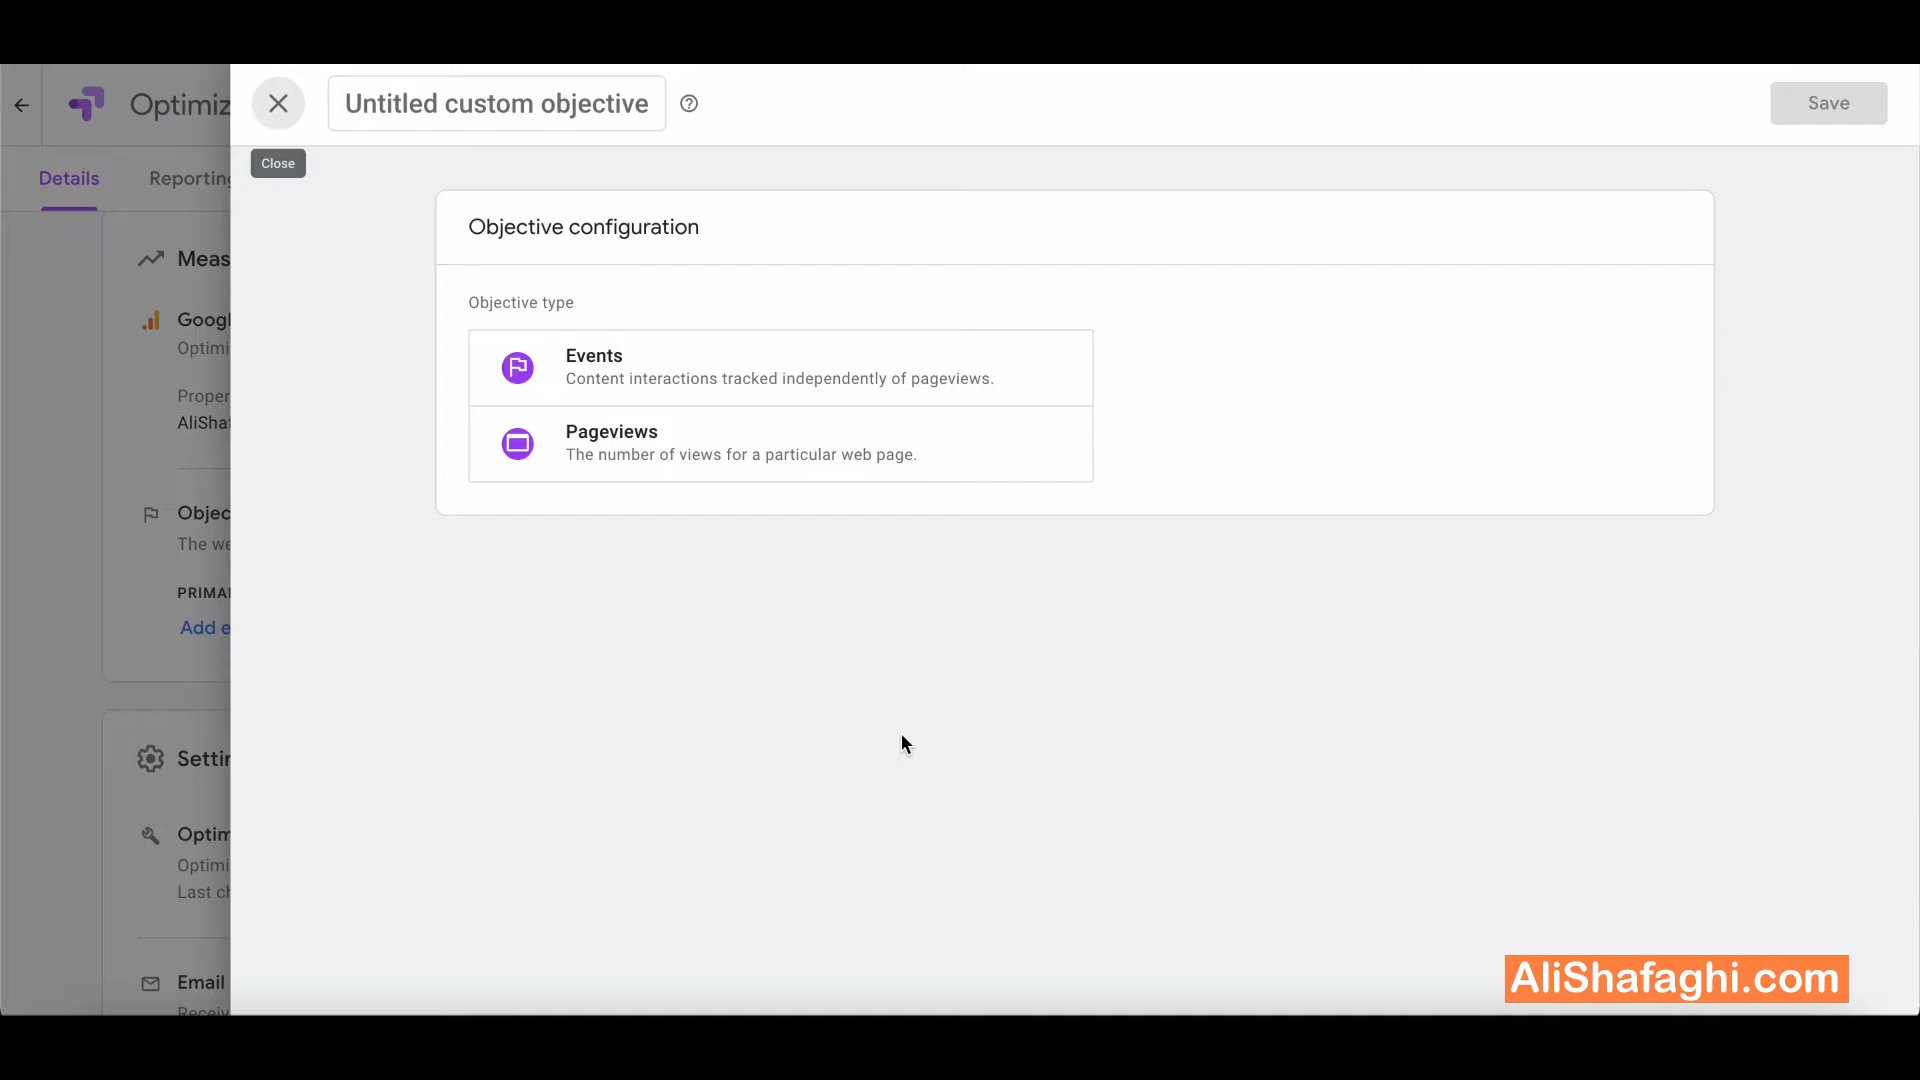 Optimiz
Untitled custom objective
Save
Close
Details
Reporting
Objective configuration
Objective type
Events
Content interactions tracked independently of pageviews.
Pageviews
The number of views for a particular web page.
Meas
Googl
Optimi
Proper
AliSha
Objec
The we
PRIMA
Add e
Settin
Optim
Optimi
Last ch
Email
Receiv
AliShafaghi.com